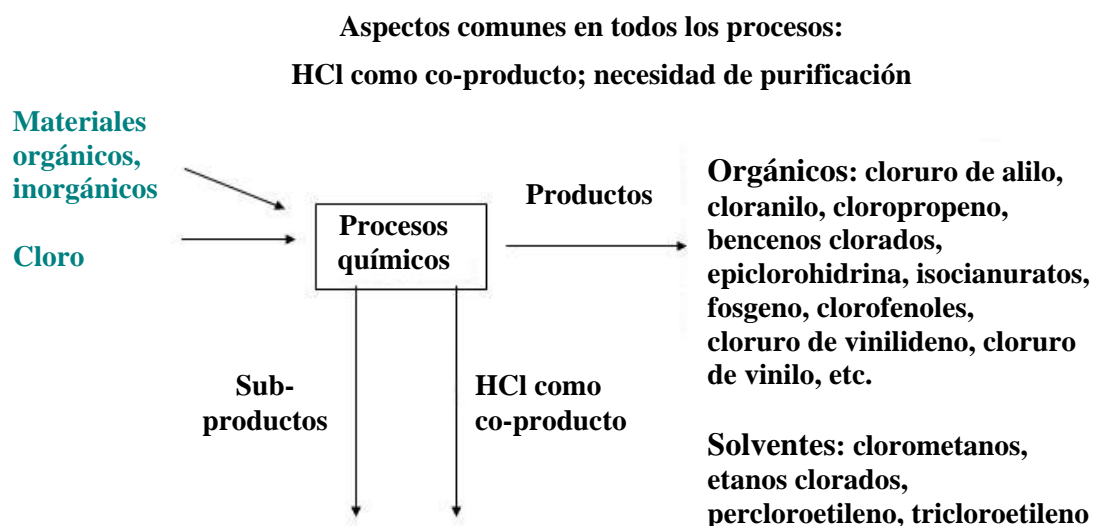 Aspectos comunes en todos los procesos:
HCl como co-producto; necesidad de purificación
Materiales
orgánicos,
inorgánicos
Cloro
Procesos
químicos
Productos
Sub-
productos
HCl como
co-producto
Orgánicos: cloruro de alilo,
cloranilo, cloropropeno,
bencenos clorados,
epiclorohidrina, isocianuratos,
fosgeno, clorofenoles,
cloruro de vinilideno, cloruro
de vinilo, etc.
Solventes: clorometanos,
etanos clorados,
percloroetileno, tricloroetileno